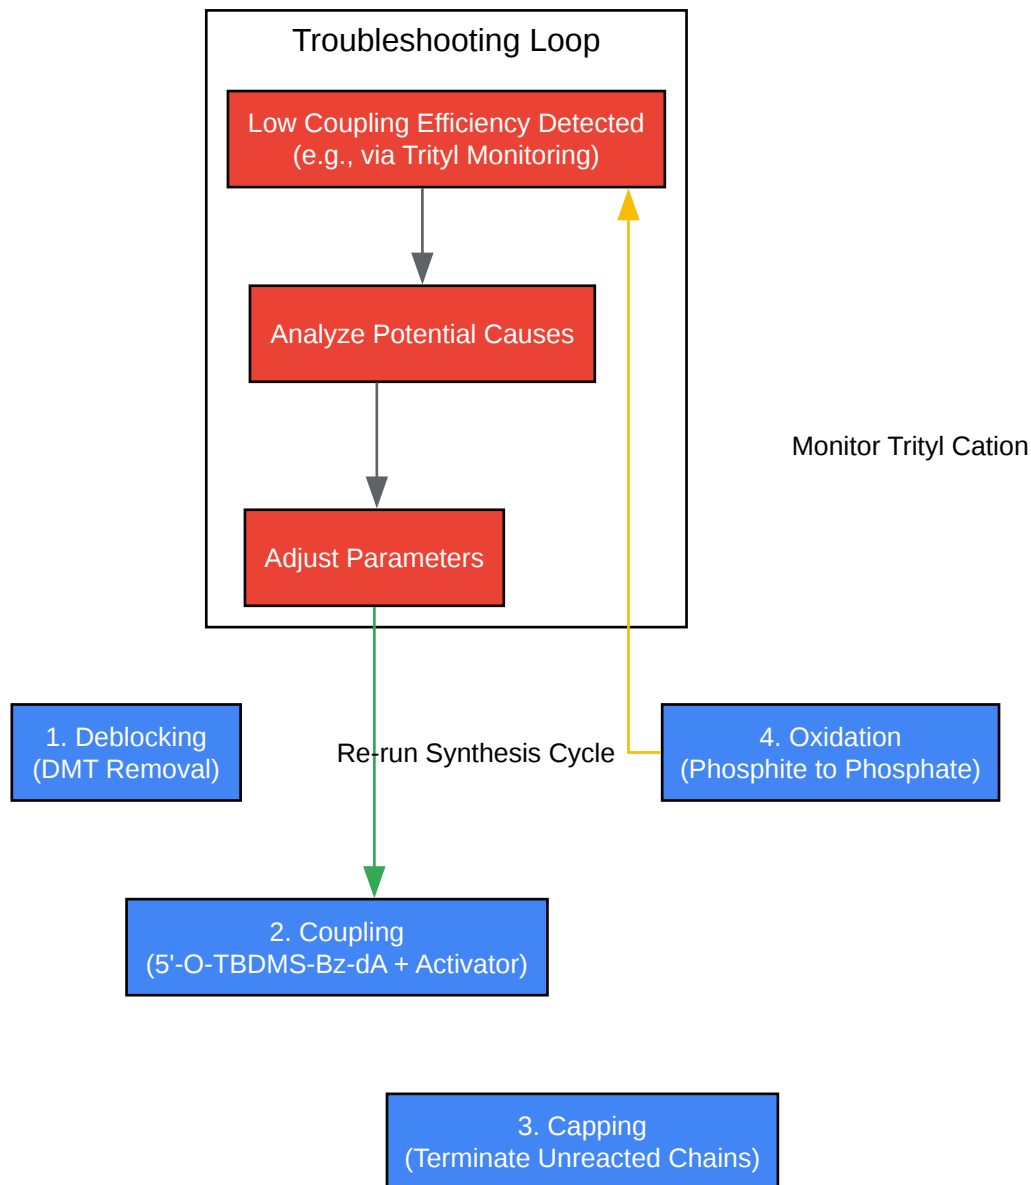 Troubleshooting Loop
Low Coupling Efficiency Detected
(e.g., via Trityl Monitoring)
Analyze Potential Causes
Monitor Trityl Cation
Adjust Parameters
1. Deblocking
(DMT Removal)
Re-run Synthesis Cycle
4. Oxidation
(Phosphite to Phosphate)
2. Coupling
(5'-O-TBDMS-Bz-dA + Activator)
3. Capping
(Terminate Unreacted Chains)